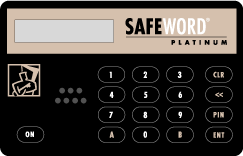 SAFEWORD®
PLATINUM
1 2 3 CLR
4 5 6 <<
7 8 9 PIN
ON A 0 B ENT